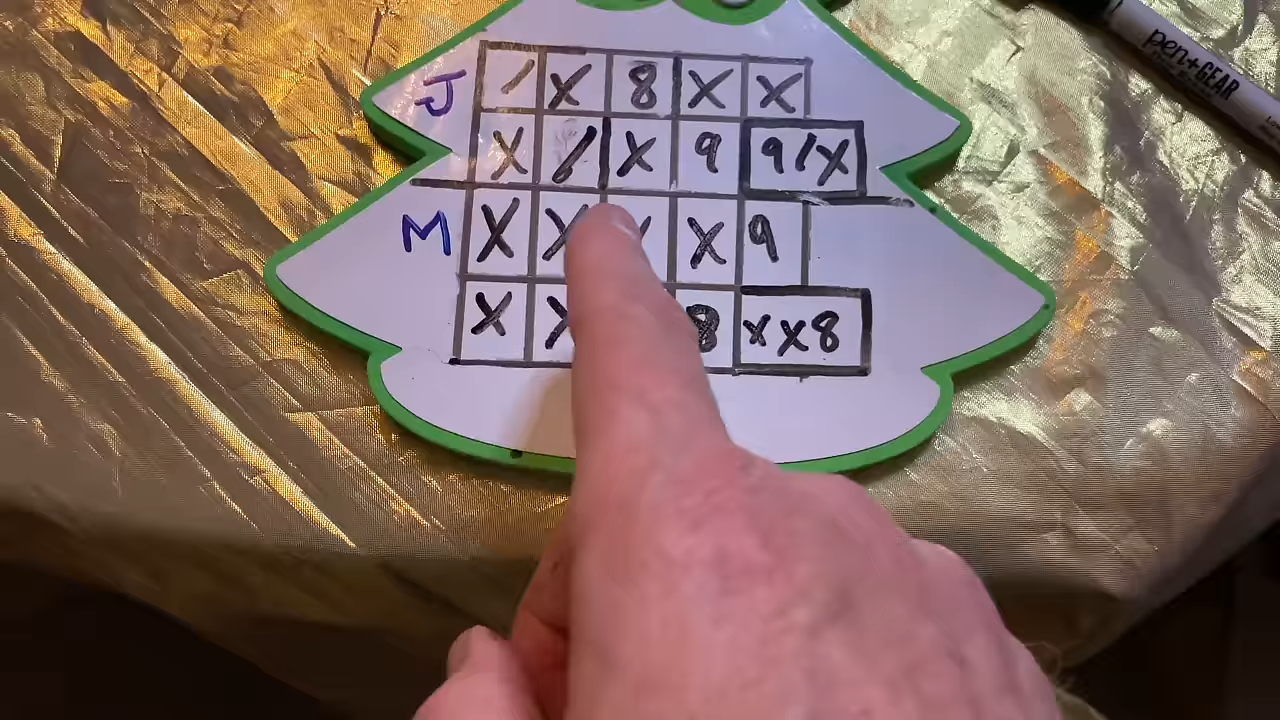 J / X 8 X X
X / X 9 9/X
M X X X 9
X X 8 XX8
pen+GEAR